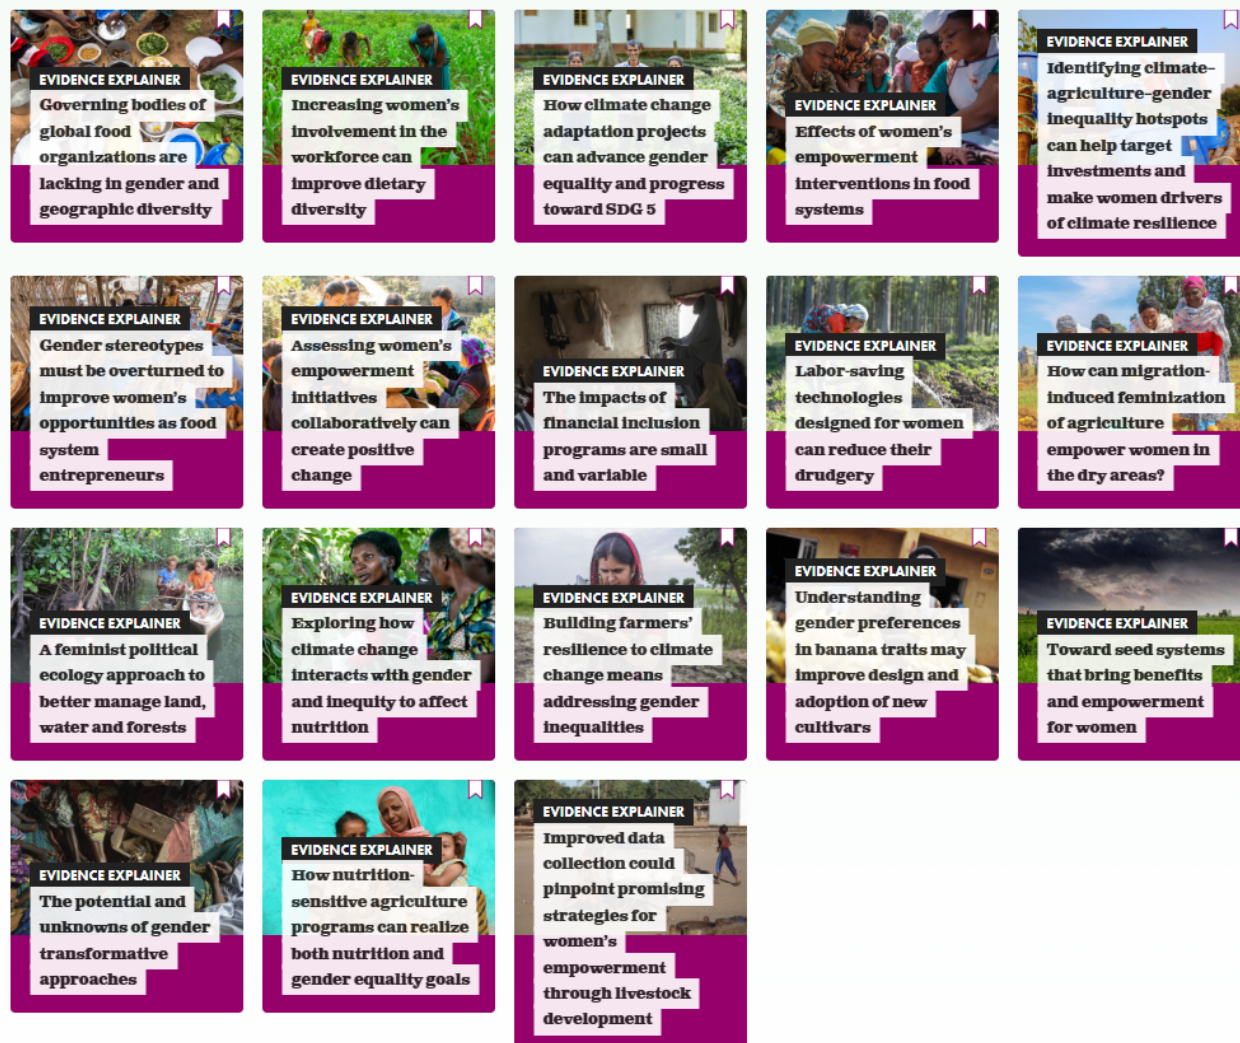 EVIDENCE EXPLAINER
Governing bodies of
global food
organizations are
lacking in gender and
geographic diversity
EVIDENCE EXPLAINER
Increasing women's
involvement in the
workforce can
improve dietary
diversity
EVIDENCE EXPLAINER
How climate change
adaptation projects
can advance gender
equality and progress
toward SDG 5
EVIDENCE EXPLAINER
Effects of women's
empowerment
interventions in food
systems
EVIDENCE EXPLAINER
Identifying climate–
agriculture–gender
inequality hotspots
can help target
investments and
make women drivers
of climate resilience
EVIDENCE EXPLAINER
Gender stereotypes
must be overturned to
improve women's
opportunities as food
system
entrepreneurs
EVIDENCE EXPLAINER
Assessing women's
empowerment
initiatives
collaboratively can
create positive
change
EVIDENCE EXPLAINER
The impacts of
financial inclusion
programs are small
and variable
EVIDENCE EXPLAINER
Labor-saving
technologies
designed for women
can reduce their
drudgery
EVIDENCE EXPLAINER
How can migration-
induced feminization
of agriculture
empower women in
the dry areas?
EVIDENCE EXPLAINER
A feminist political
ecology approach to
better manage land,
water and forests
EVIDENCE EXPLAINER
Exploring how
climate change
interacts with gender
and inequity to affect
nutrition
EVIDENCE EXPLAINER
Building farmers'
resilience to climate
change means
addressing gender
inequalities
EVIDENCE EXPLAINER
Understanding
gender preferences
in banana traits may
improve design and
adoption of new
cultivars
EVIDENCE EXPLAINER
Toward seed systems
that bring benefits
and empowerment
for women
EVIDENCE EXPLAINER
The potential and
unknowns of gender
transformative
approaches
EVIDENCE EXPLAINER
How nutrition-
sensitive agriculture
programs can realize
both nutrition and
gender equality goals
EVIDENCE EXPLAINER
Improved data
collection could
pinpoint promising
strategies for
women's
empowerment
through livestock
development